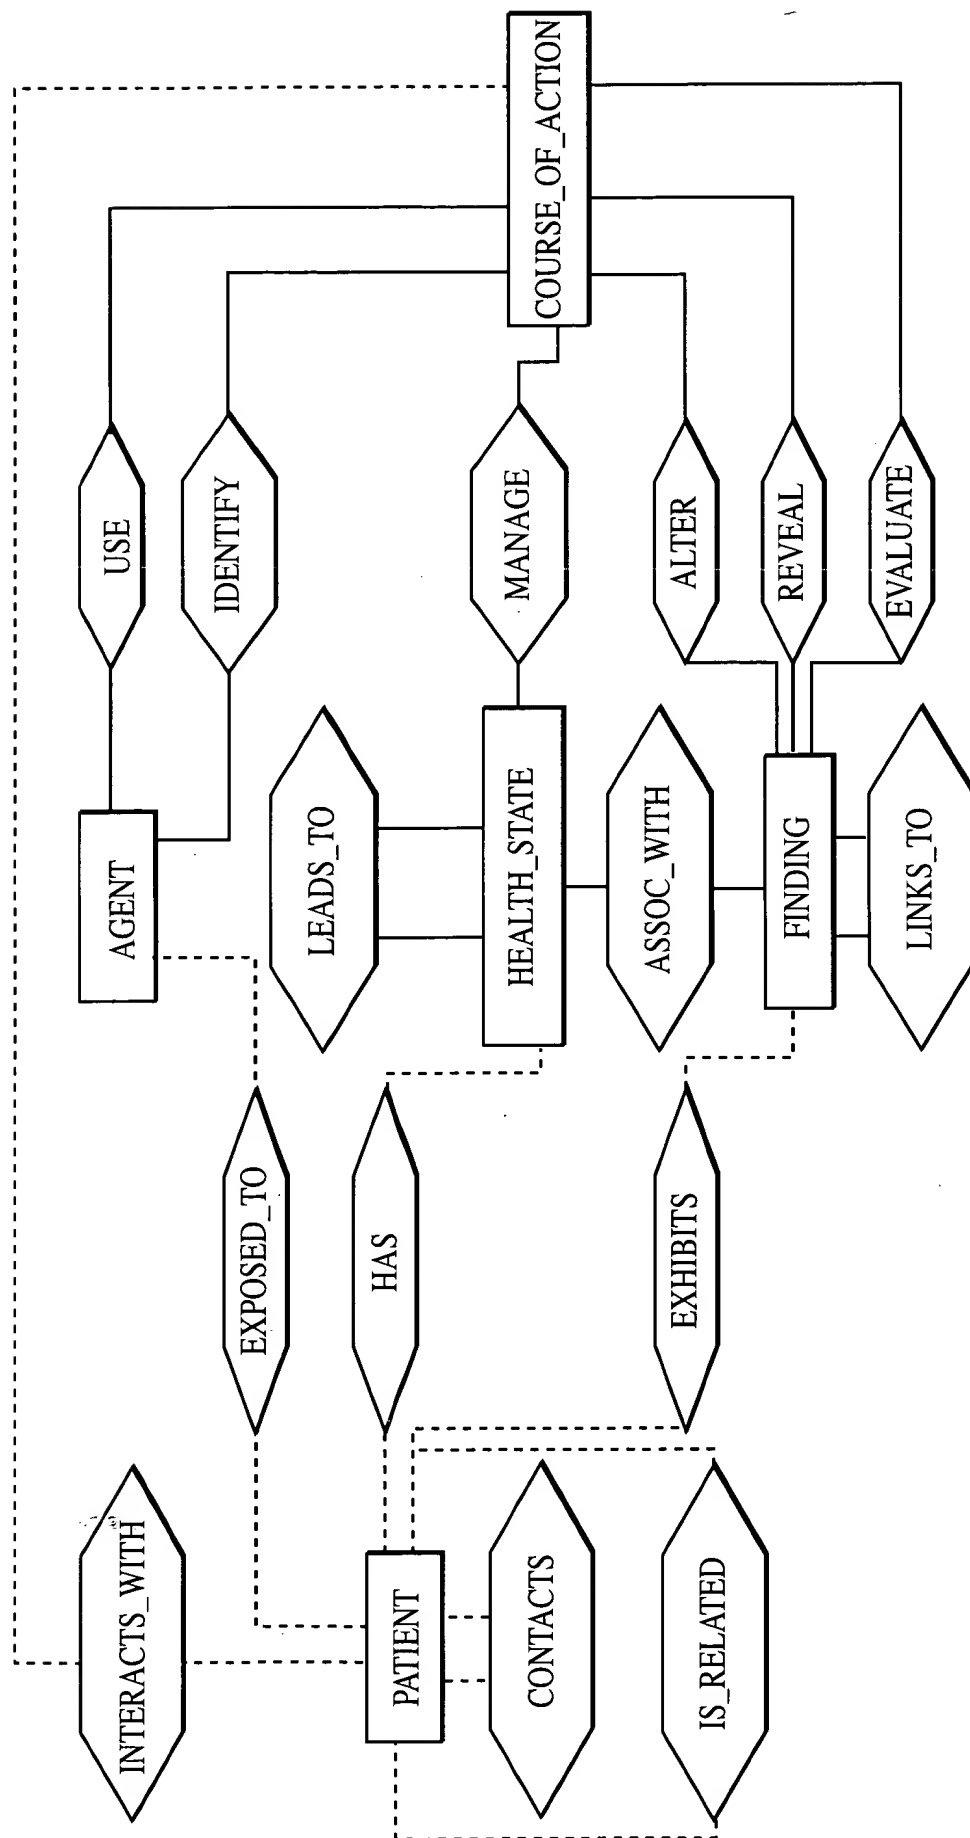 INTERACTS_WITH
EXPOSED_TO
AGENT
USE
IDENTIFY
PATIENT
HAS
LEADS_TO
CONTACTS
HEALTH_STATE
MANAGE
COURSE_OF_ACTION
IS_RELATED
EXHIBITS
ASSOC_WITH
ALTER
FINDING
REVEAL
LINKS_TO
EVALUATE